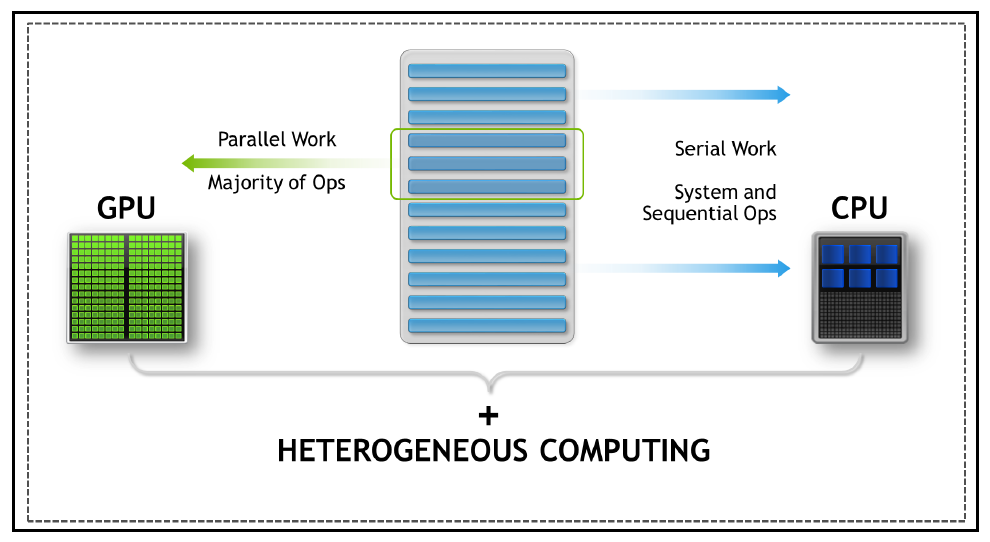 Parallel Work
Majority of Ops
GPU
Serial Work
System and
Sequential Ops
CPU
+
HETEROGENEOUS COMPUTING